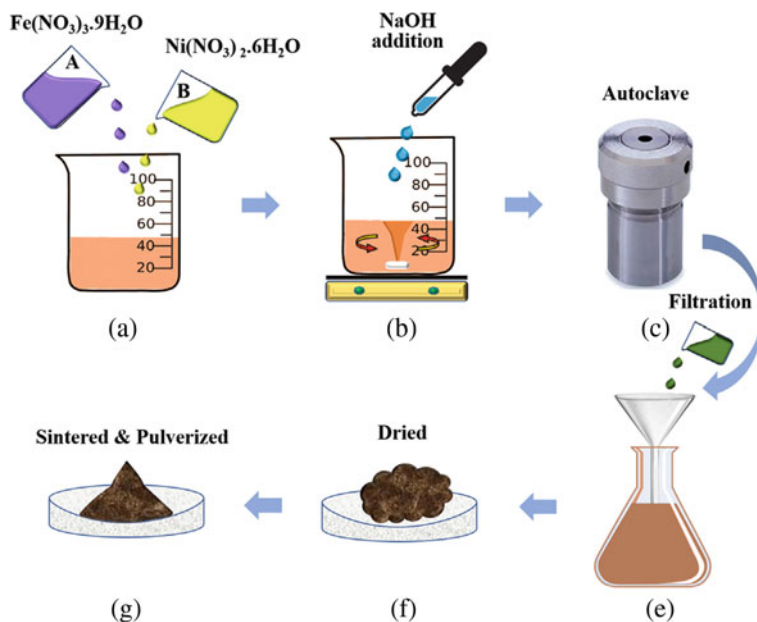 Fe(NO3)3.9H2O
Ni(NO3)2.6H2O
A
B
100
80
60
40
20
(a)
NaOH
addition
100
80
60
40
20
(b)
Autoclave
(c)
Filtration
Sintered & Pulverized
Dried
(g)
(f)
(e)